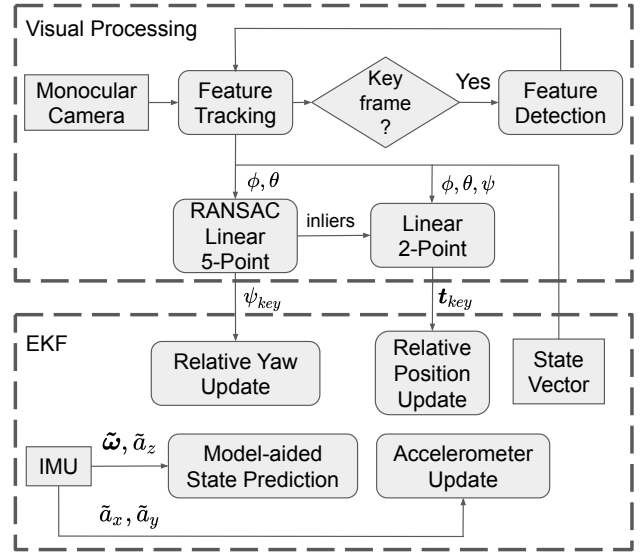 Visual Processing
Monocular
Camera
Feature
Tracking
Key
frame
?
Yes
Feature
Detection
ϕ, θ
ϕ, θ, ψ
RANSAC
Linear
5-Point
inliers
Linear
2-Point
ψ_key
t_key
EKF
Relative Yaw
Update
Relative
Position
Update
State
Vector
IMU
ω̃, ã_z
Model-aided
State Prediction
Accelerometer
Update
ã_x, ã_y